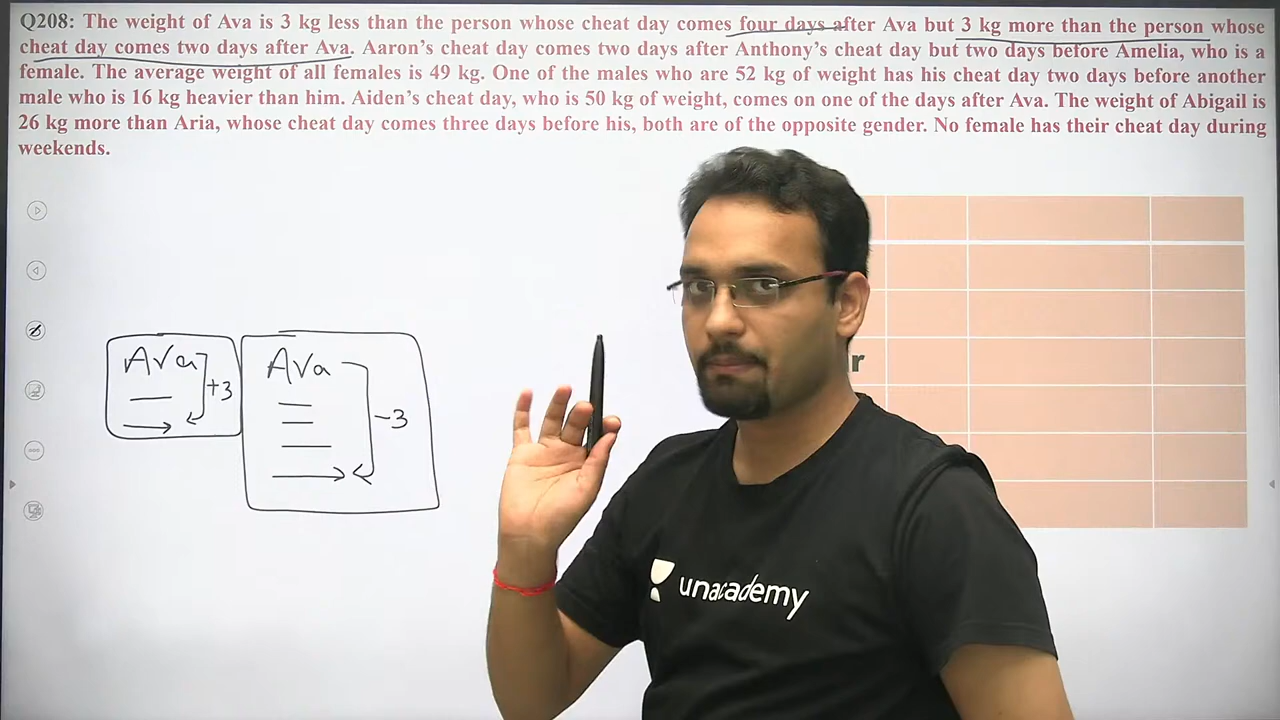 Q208: The weight of Ava is 3 kg less than the person whose cheat day comes four days after Ava but 3 kg more than the person whose
cheat day comes two days after Ava. Aaron's cheat day comes two days after Anthony's cheat day but two days before Amelia, who is a
female. The average weight of all females is 49 kg. One of the males who are 52 kg of weight has his cheat day two days before another
male who is 16 kg heavier than him. Aiden's cheat day, who is 50 kg of weight, comes on one of the days after Ava. The weight of Abigail is
26 kg more than Aria, whose cheat day comes three days before his, both are of the opposite gender. No female has their cheat day during
weekends.
Ava
+3
Ava
-3
r
unacademy